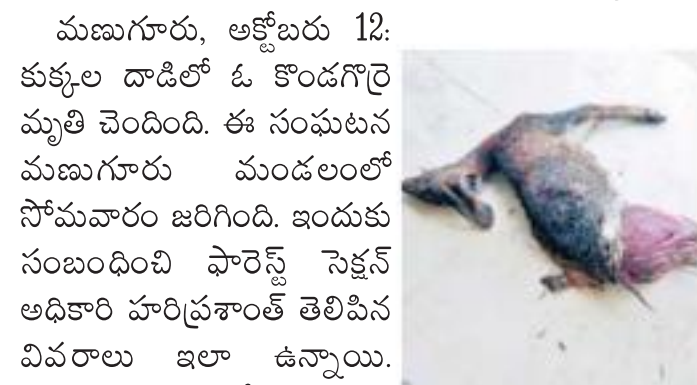 మణుగూరు, అక్టోబరు 12:
కుక్కల దాడిలో ఓ కొండగొర్రె
మృతి చెందింది. ఈ సంఘటన
మణుగూరు మండలంలో
సోమవారం జరిగింది. ఇందుకు
సంబంధించి ఫారెస్ట్ సెక్షన్
అధికారి హరిప్రశాంత్ తెలిపిన
వివరాలు ఇలా ఉన్నాయి.